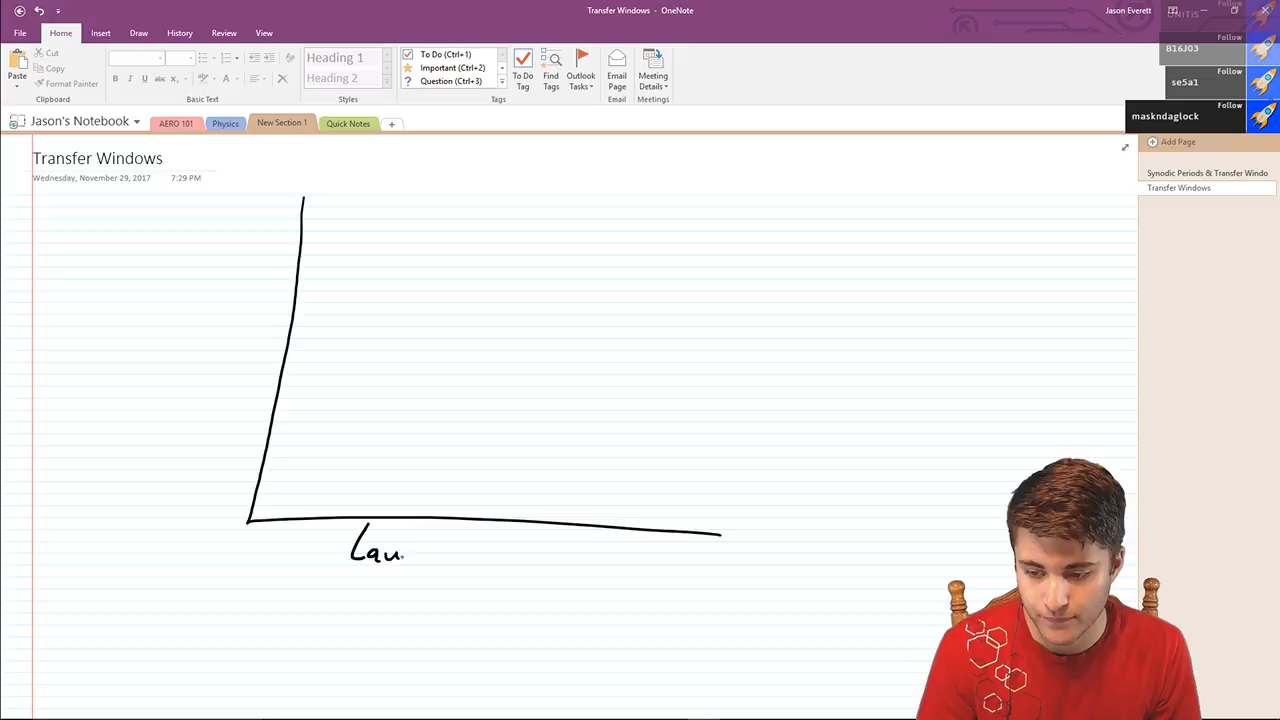 Transfer Windows - OneNote
Jason Everett
UNITis
File Home Insert Draw History Review View
Follow
B16J03
Follow
se5a1
Follow
maskndaglock
Paste
Cut
Copy
Format Painter
Clipboard
B I U abc x
Basic Text
Heading 1
Heading 2
Styles
To Do (Ctrl+1)
Important (Ctrl+2)
Question (Ctrl+3)
To Do Tag
Find Tags
Outlook Tasks
Tags
Email Page
Email
Meeting Details
Meetings
Jason's Notebook
AERO 101
Physics
New Section 1
Quick Notes
Add Page
Synodic Periods & Transfer Windo
Transfer Windows
Transfer Windows
Wednesday, November 29, 2017 7:29 PM
Lau